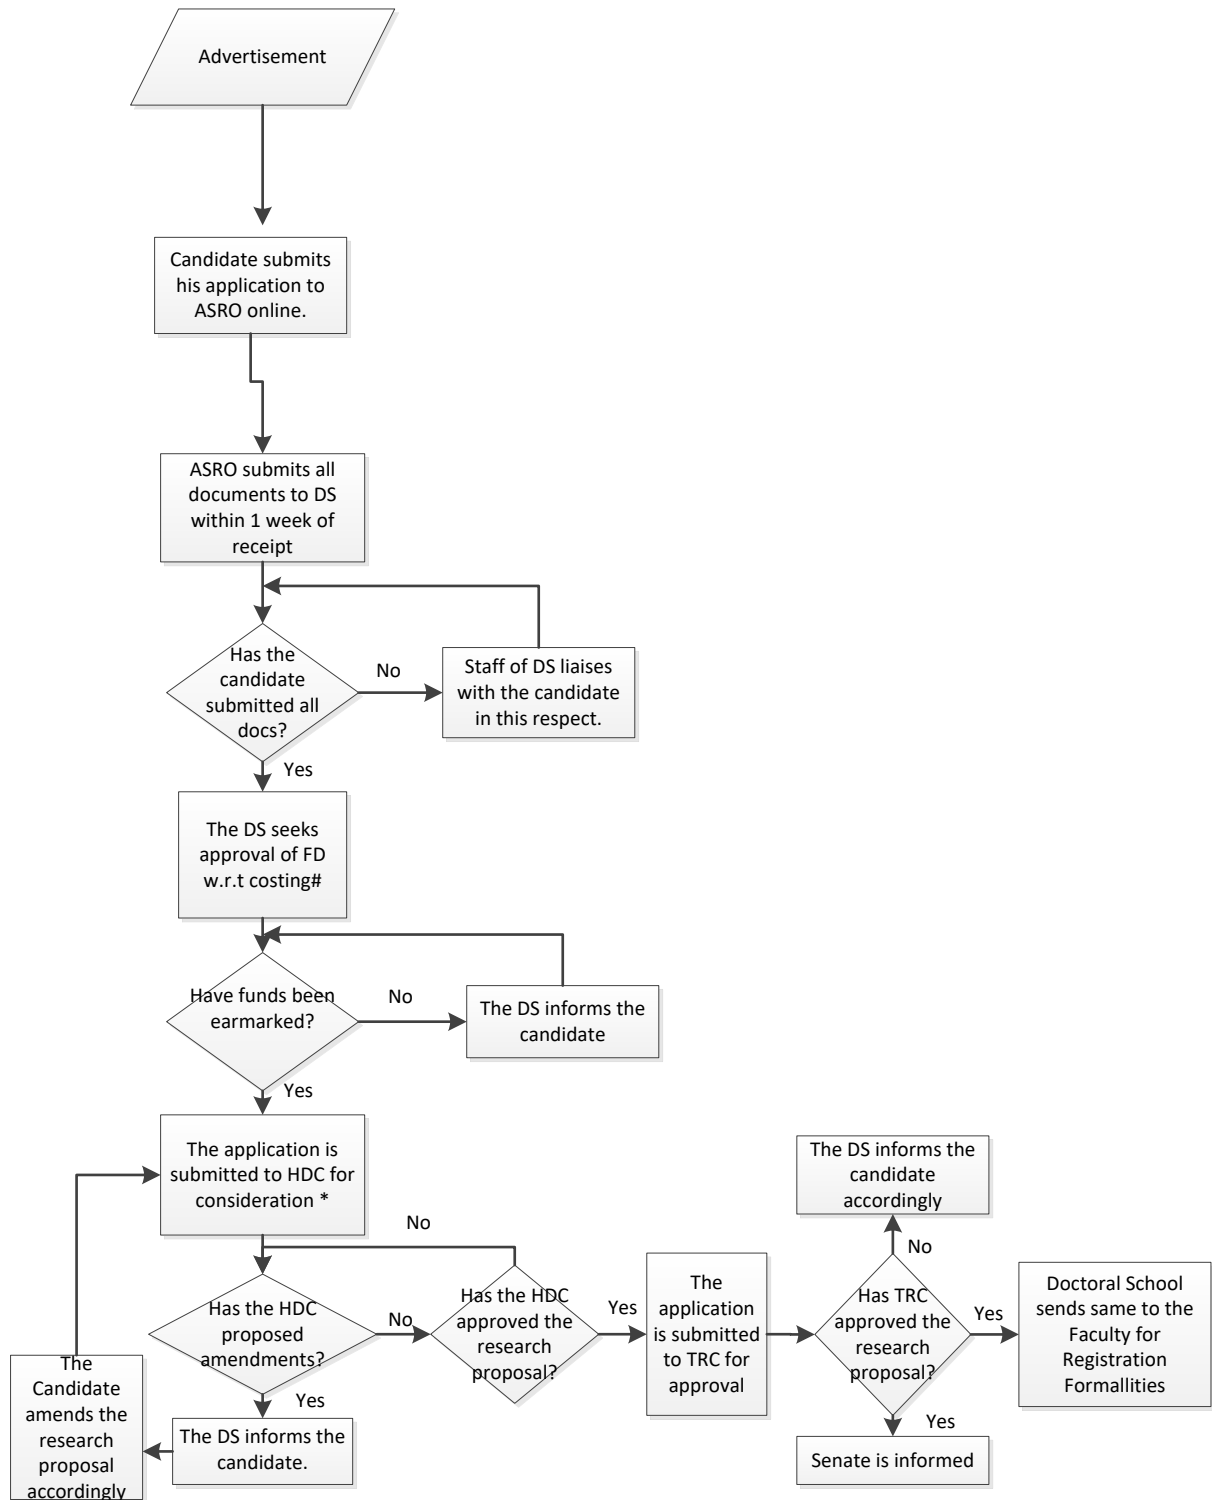 Advertisement
Candidate submits
his application to
ASRO online.
ASRO submits all
documents to DS
within 1 week of
receipt
Has the
candidate
submitted all
docs?
No
Staff of DS liaises
with the candidate
in this respect.
Yes
The DS seeks
approval of FD
w.r.t costing#
Have funds been
earmarked?
No
The DS informs the
candidate
Yes
The application is
submitted to HDC for
consideration *
No
Has the HDC
proposed
amendments?
No
Has the HDC
approved the
research
proposal?
Yes
The
application
is submitted
to TRC for
approval
Has TRC
approved the
research
proposal?
No
The DS informs the
candidate
accordingly
Yes
Doctoral School
sends same to the
Faculty for
Registration
Formallities
Yes
Senate is informed
Yes
The DS informs the
candidate.
The
Candidate
amends the
research
proposal
accordingly